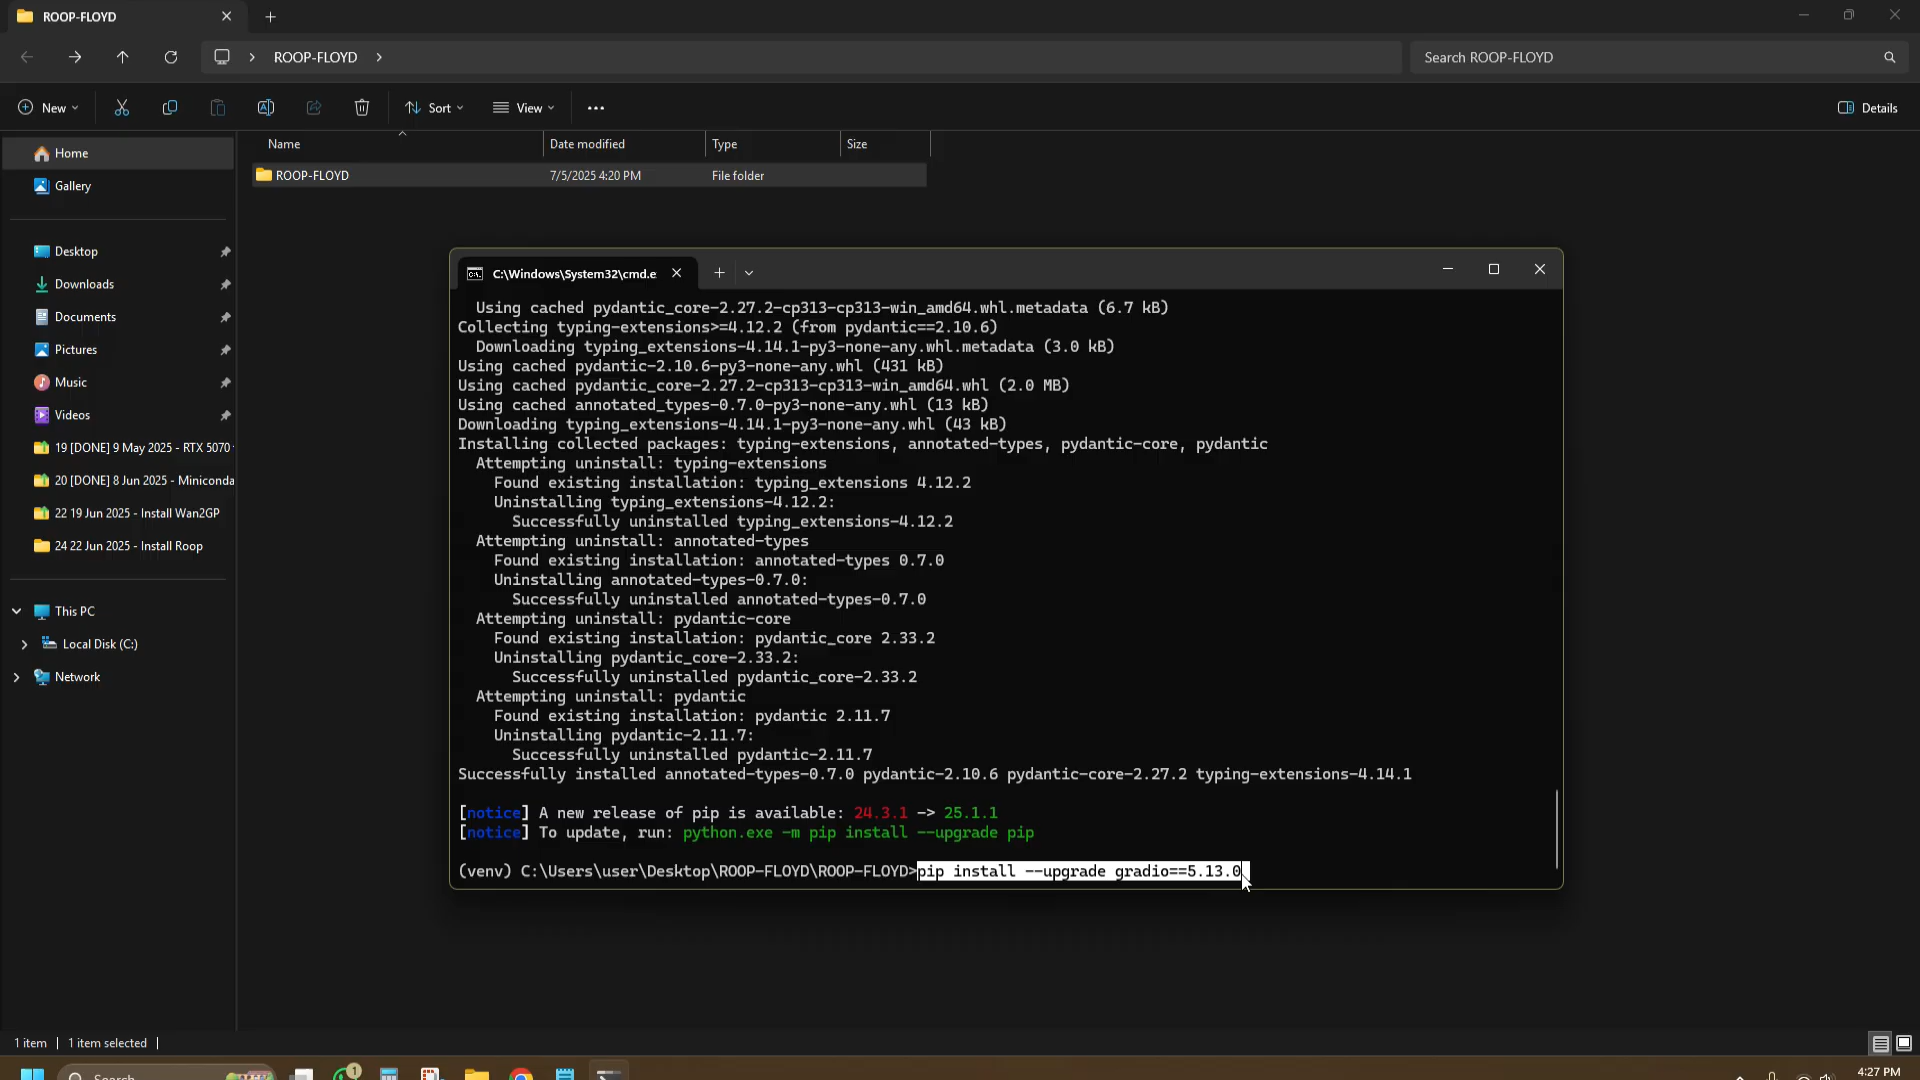 ROOP-FLOYD
ROOP-FLOYD
Search ROOP-FLOYD
New
Sort
View
Details
Name
Date modified
Type
Size
ROOP-FLOYD
7/5/2025 4:20 PM
File folder
Home
Gallery
Desktop
Downloads
Documents
Pictures
Music
Videos
19 [DONE] 9 May 2025 - RTX 5070
20 [DONE] 8 Jun 2025 - Miniconda
22 19 Jun 2025 - Install Wan2GP
24 22 Jun 2025 - Install Roop
This PC
Local Disk (C:)
Network
C:\Windows\System32\cmd.e
Using cached pydantic_core-2.27.2-cp313-cp313-win_amd64.whl.metadata (6.7 kB)
Collecting typing-extensions>=4.12.2 (from pydantic==2.10.6)
Downloading typing_extensions-4.14.1-py3-none-any.whl.metadata (3.0 kB)
Using cached pydantic-2.10.6-py3-none-any.whl (431 kB)
Using cached pydantic_core-2.27.2-cp313-cp313-win_amd64.whl (2.0 MB)
Using cached annotated_types-0.7.0-py3-none-any.whl (13 kB)
Downloading typing_extensions-4.14.1-py3-none-any.whl (43 kB)
Installing collected packages: typing-extensions, annotated-types, pydantic-core, pydantic
Attempting uninstall: typing-extensions
Found existing installation: typing_extensions 4.12.2
Uninstalling typing_extensions-4.12.2:
Successfully uninstalled typing_extensions-4.12.2
Attempting uninstall: annotated-types
Found existing installation: annotated-types 0.7.0
Uninstalling annotated-types-0.7.0:
Successfully uninstalled annotated-types-0.7.0
Attempting uninstall: pydantic-core
Found existing installation: pydantic_core 2.33.2
Uninstalling pydantic_core-2.33.2:
Successfully uninstalled pydantic_core-2.33.2
Attempting uninstall: pydantic
Found existing installation: pydantic 2.11.7
Uninstalling pydantic-2.11.7:
Successfully uninstalled pydantic-2.11.7
Successfully installed annotated-types-0.7.0 pydantic-2.10.6 pydantic-core-2.27.2 typing-extensions-4.14.1
[notice] A new release of pip is available: 24.3.1 -> 25.1.1
[notice] To update, run: python.exe -m pip install --upgrade pip
(venv) C:\Users\user\Desktop\ROOP-FLOYD\ROOP-FLOYD>pip install --upgrade gradio==5.13.0
1 item
1 item selected
Search
1
4:27 PM